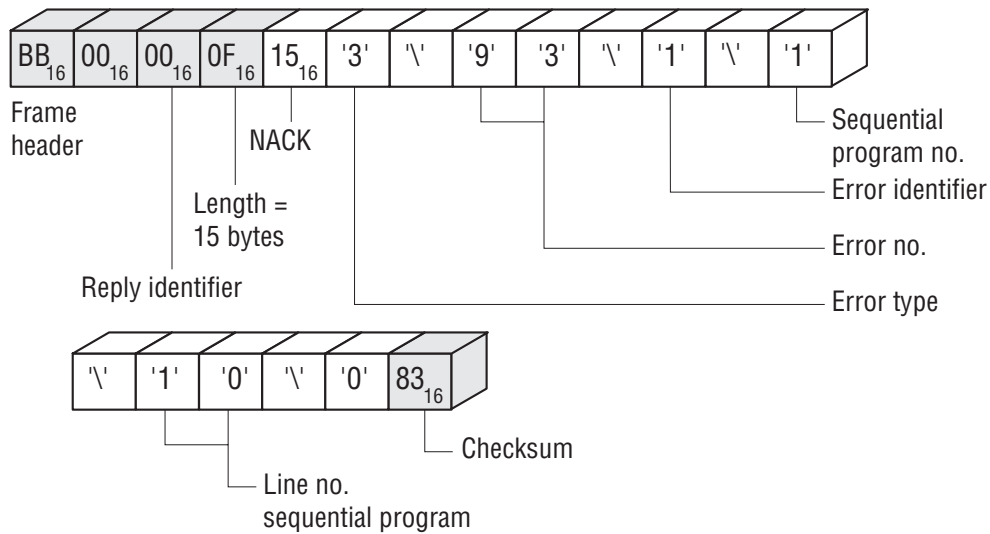 BB16 0016 0016 0F16 1516 '3' '\' '9' '3' '\' '1' '\' '1'
Frame
header
NACK
Length =
15 bytes
Reply identifier
Sequential
program no.
Error identifier
Error no.
Error type
'\' '1' '0' '\' '0' 8316
Checksum
Line no.
sequential program